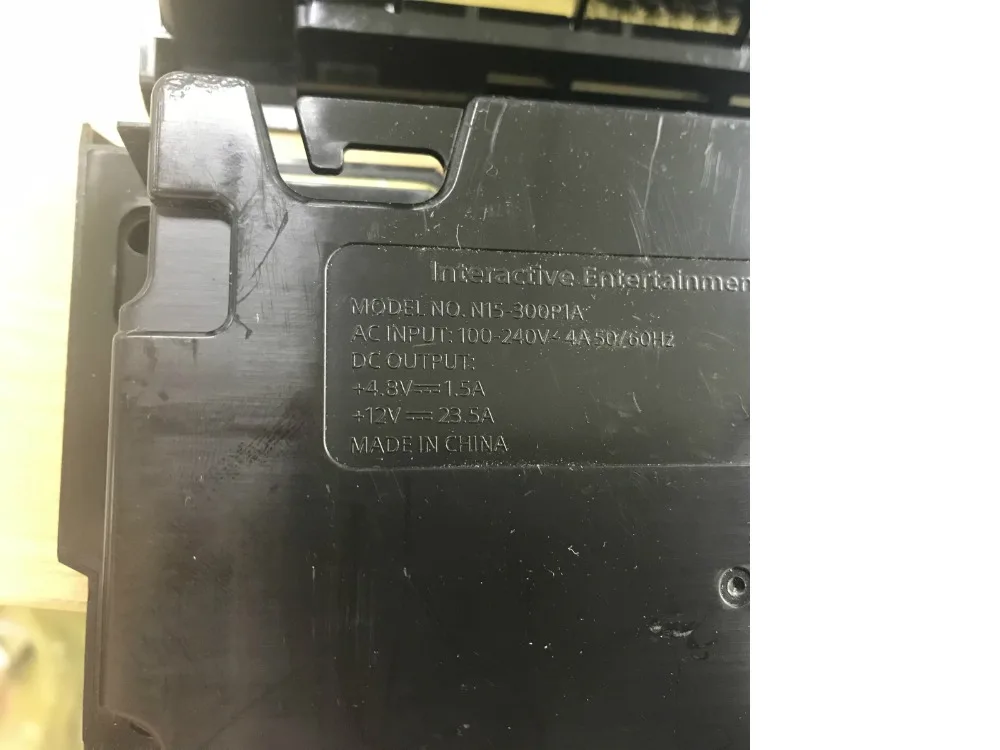 Interactive Entertainmen
MODEL NO. N15-300P1A
AC INPUT: 100-240V~4A 50/60Hz
DC OUTPUT:
+4.8V⎓1.5A
+12V⎓23.5A
MADE IN CHINA